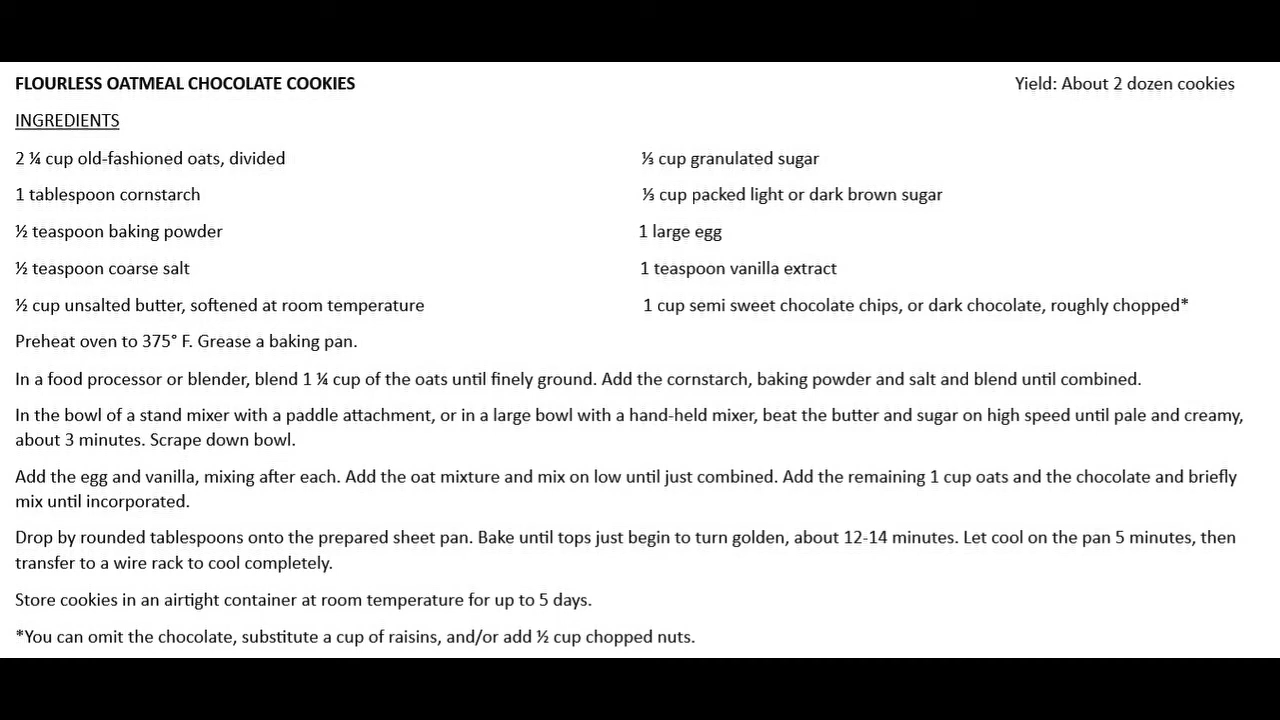 FLOURLESS OATMEAL CHOCOLATE COOKIES Yield: About 2 dozen cookies
INGREDIENTS
2 ¼ cup old-fashioned oats, divided ⅓ cup granulated sugar
1 tablespoon cornstarch ⅓ cup packed light or dark brown sugar
½ teaspoon baking powder 1 large egg
½ teaspoon coarse salt 1 teaspoon vanilla extract
½ cup unsalted butter, softened at room temperature 1 cup semi sweet chocolate chips, or dark chocolate, roughly chopped*
Preheat oven to 375° F. Grease a baking pan.
In a food processor or blender, blend 1 ¼ cup of the oats until finely ground. Add the cornstarch, baking powder and salt and blend until combined.
In the bowl of a stand mixer with a paddle attachment, or in a large bowl with a hand-held mixer, beat the butter and sugar on high speed until pale and creamy,
about 3 minutes. Scrape down bowl.
Add the egg and vanilla, mixing after each. Add the oat mixture and mix on low until just combined. Add the remaining 1 cup oats and the chocolate and briefly
mix until incorporated.
Drop by rounded tablespoons onto the prepared sheet pan. Bake until tops just begin to turn golden, about 12-14 minutes. Let cool on the pan 5 minutes, then
transfer to a wire rack to cool completely.
Store cookies in an airtight container at room temperature for up to 5 days.
*You can omit the chocolate, substitute a cup of raisins, and/or add ½ cup chopped nuts.